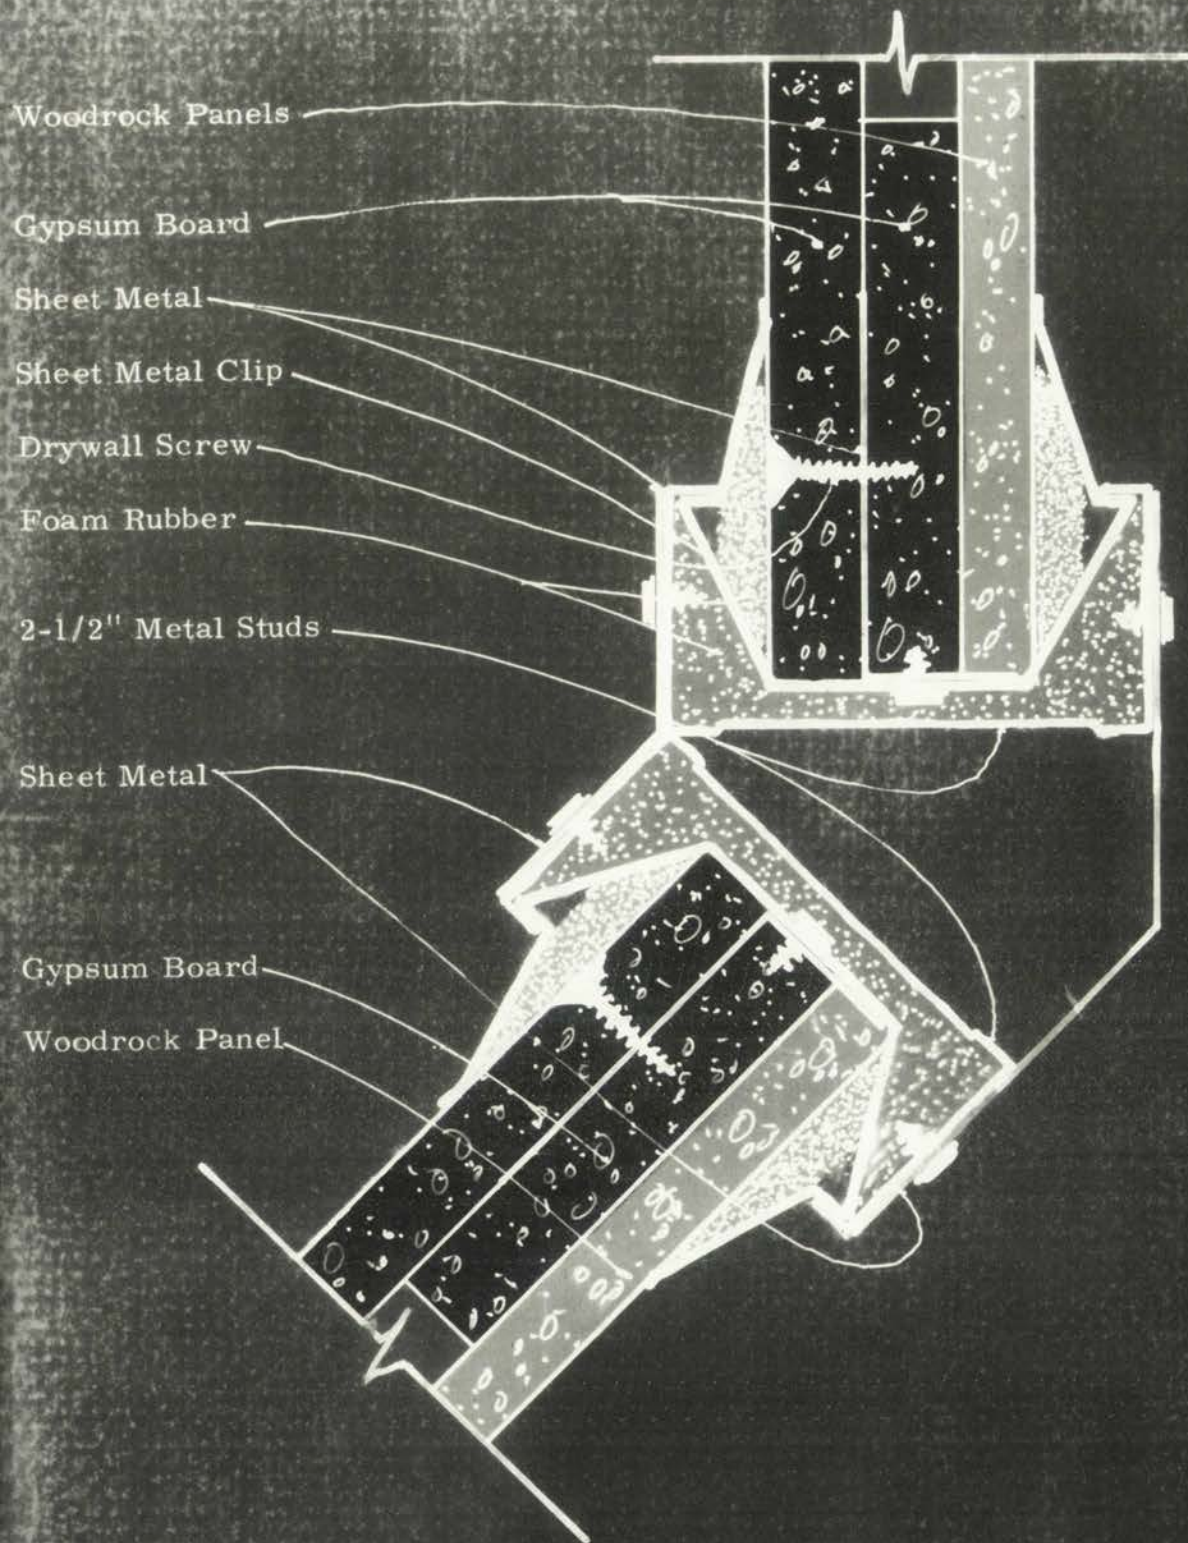 Woodrock Panels
Gypsum Board
Sheet Metal
Sheet Metal Clip
Drywall Screw
Foam Rubber
2-1/2" Metal Studs
Sheet Metal
Gypsum Board
Woodrock Panel